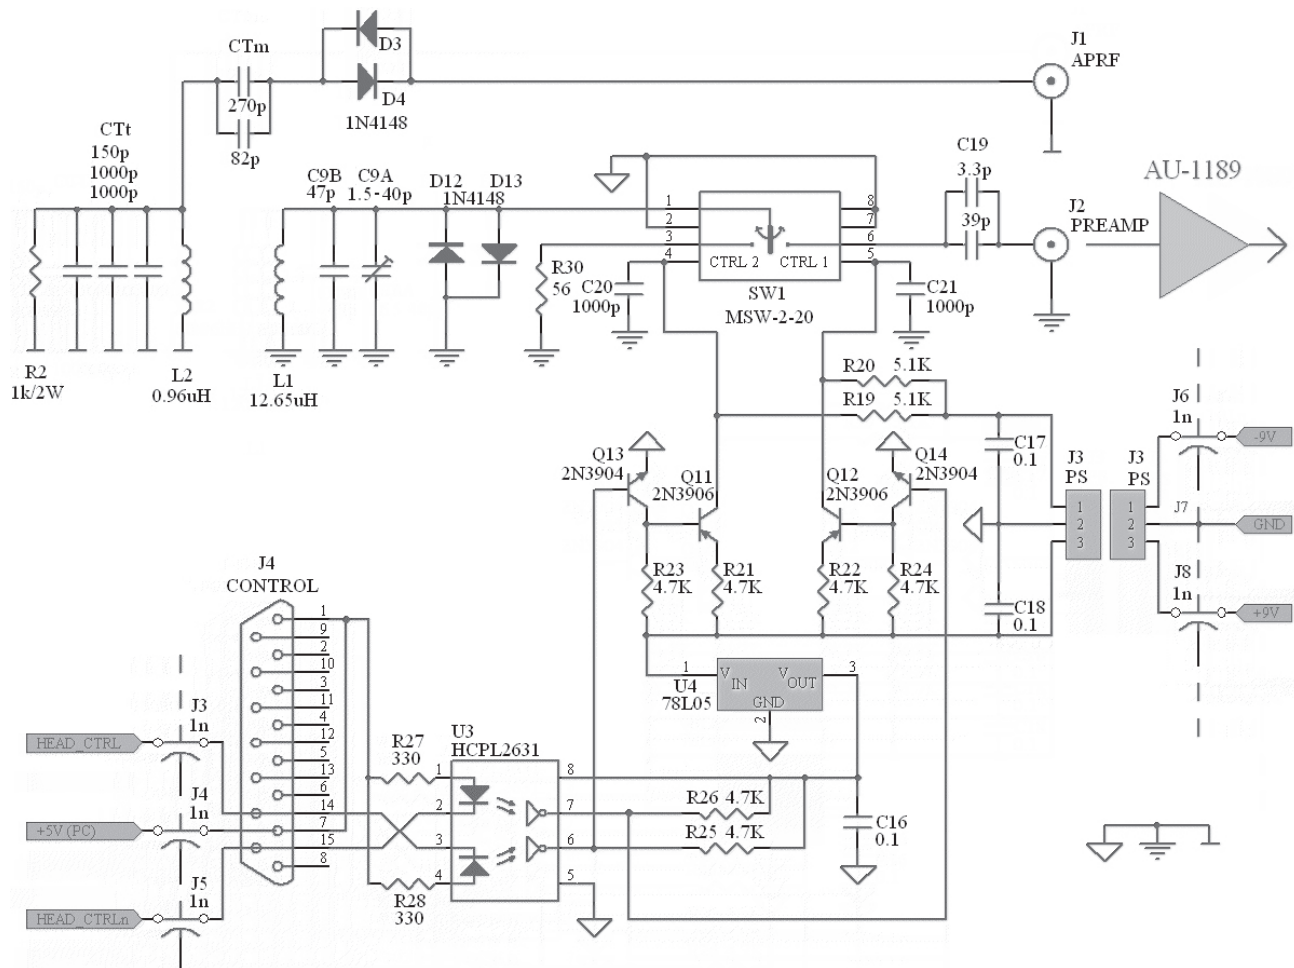 CTm
270p
82p
D3
D4
1N4148
J1
APRF
CTt
150p
1000p
1000p
C9B
47p
C9A
1.5-40p
D12
D13
1N4148
R30
56
C20
1000p
1
2
3
4
8
7
6
5
CTRL 2
CTRL 1
SW1
MSW-2-20
C21
1000p
C19
3.3p
39p
J2
PREAMP
AU-1189
R2
1k/2W
L2
0.96uH
L1
12.65uH
R20
5.1K
R19
5.1K
Q13
2N3904
Q11
2N3906
Q12
2N3906
Q14
2N3904
C17
0.1
J3
PS
1
2
3
J3
PS
1
2
3
J6
1n
-9V
J7
GND
J8
1n
+9V
R23
4.7K
R21
4.7K
R22
4.7K
R24
4.7K
C18
0.1
1
U4
78L05
V IN
V OUT
GND
3
2
J4
CONTROL
1
9
2
10
3
11
4
12
5
13
6
14
7
15
8
J3
1n
HEAD_CTRL
J4
1n
+5V (PC)
J5
1n
HEAD_CTRLn
R27
330
R28
330
U3
HCPL2631
1
2
3
4
8
7
6
5
R26 4.7K
R25 4.7K
C16
0.1